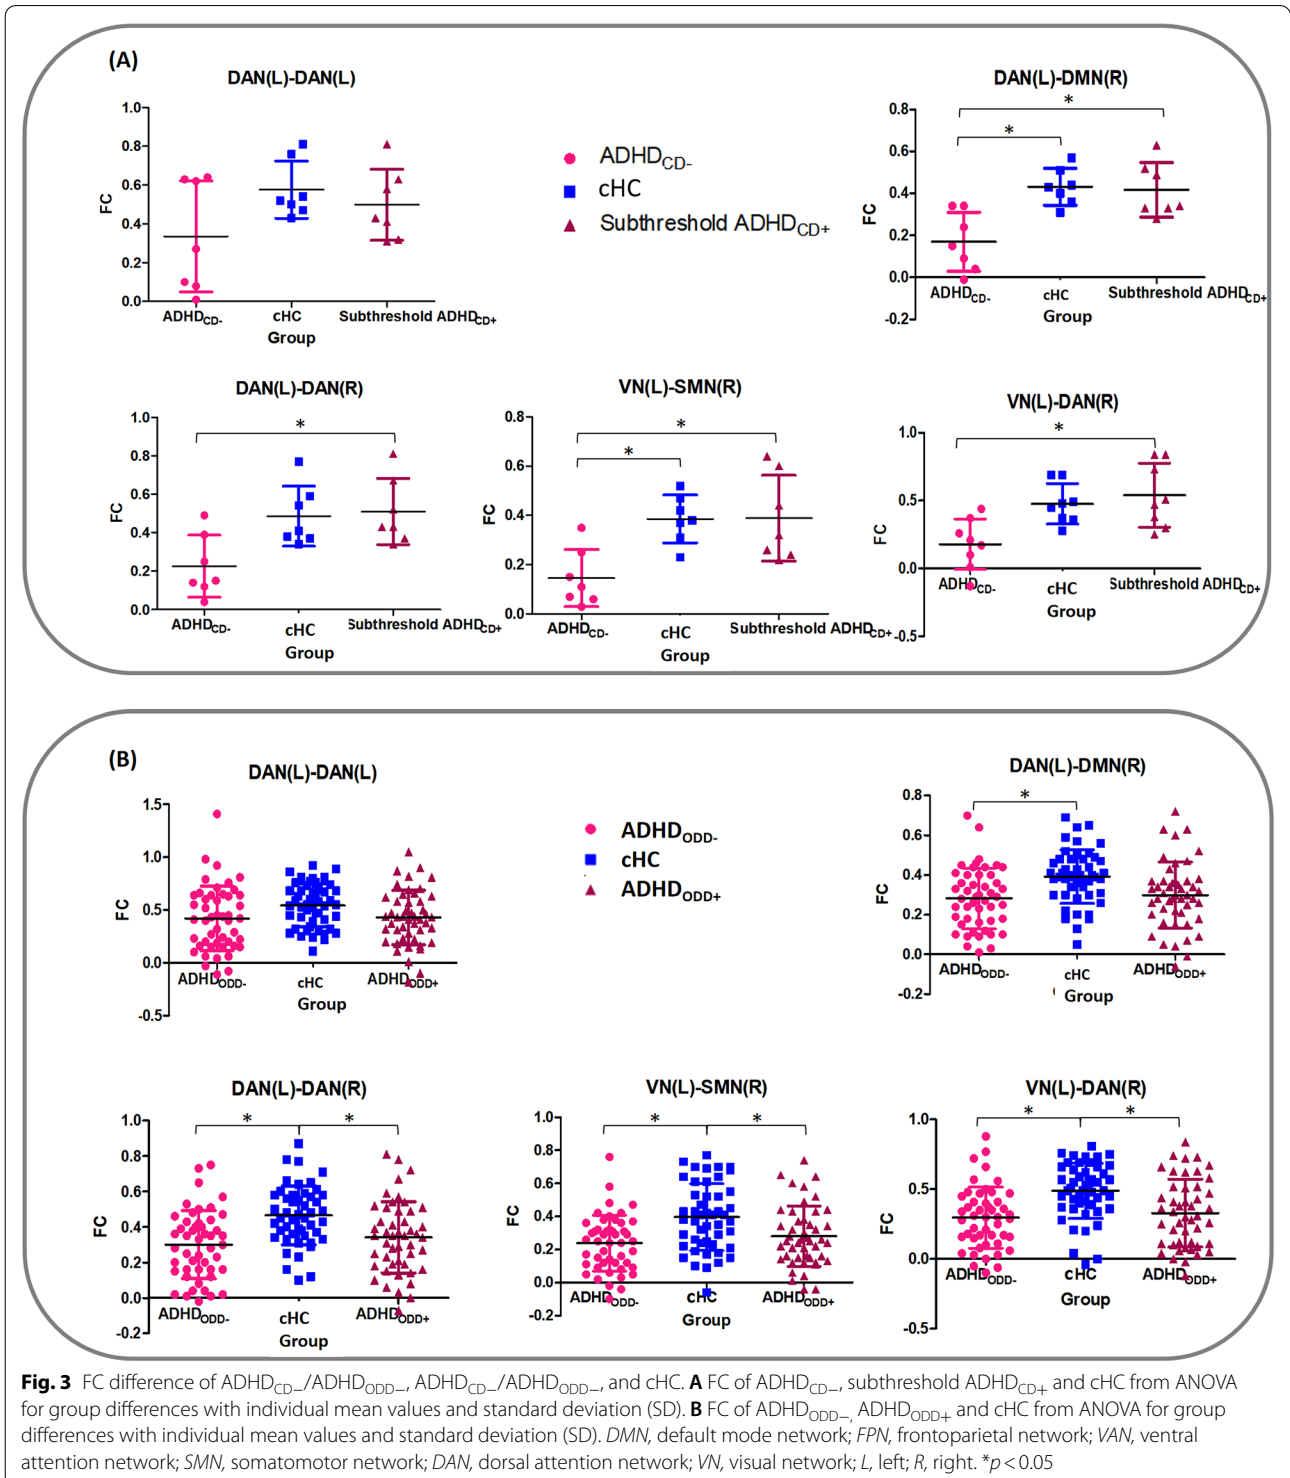 (A)
DAN(L)-DAN(L)
1.0
0.8
0.6
0.4
0.2
0.0
FC
ADHDCD-
cHC
Subthreshold ADHDCD+
Group
ADHDCD-
cHC
Subthreshold ADHDCD+
DAN(L)-DMN(R)
*
*
0.8
0.6
0.4
0.2
0.0
-0.2
FC
ADHDCD-
cHC
Subthreshold ADHDCD+
Group
DAN(L)-DAN(R)
*
1.0
0.8
0.6
0.4
0.2
0.0
FC
ADHDCD-
cHC
Subthreshold ADHDCD+
Group
VN(L)-SMN(R)
*
*
0.8
0.6
0.4
0.2
0.0
FC
ADHDCD-
cHC
Subthreshold ADHDCD+
Group
VN(L)-DAN(R)
*
1.0
0.5
0.0
-0.5
FC
ADHDCD-
cHC
Subthreshold ADHDCD+
Group
(B)
DAN(L)-DAN(L)
1.5
1.0
0.5
0.0
-0.5
FC
ADHDODD-
cHC
ADHDODD+
Group
ADHDODD-
cHC
ADHDODD+
DAN(L)-DMN(R)
*
0.8
0.6
0.4
0.2
0.0
-0.2
FC
ADHDODD-
cHC
ADHDODD+
Group
DAN(L)-DAN(R)
*
*
1.0
0.8
0.6
0.4
0.2
0.0
-0.2
FC
ADHDODD-
cHC
ADHDODD+
Group
VN(L)-SMN(R)
*
*
1.0
0.8
0.6
0.4
0.2
0.0
-0.2
FC
ADHDODD-
cHC
ADHDODD+
Group
VN(L)-DAN(R)
*
*
1.0
0.5
0.0
-0.5
FC
ADHDODD-
cHC
ADHDODD+
Group
Fig. 3 FC difference of ADHDCD−/ADHDODD−, ADHDCD−/ADHDODD−, and cHC. A FC of ADHDCD−, subthreshold ADHDCD+ and cHC from ANOVA
for group differences with individual mean values and standard deviation (SD). B FC of ADHDODD−, ADHDODD+ and cHC from ANOVA for group
differences with individual mean values and standard deviation (SD). DMN, default mode network; FPN, frontoparietal network; VAN, ventral
attention network; SMN, somatomotor network; DAN, dorsal attention network; VN, visual network; L, left; R, right. *p < 0.05